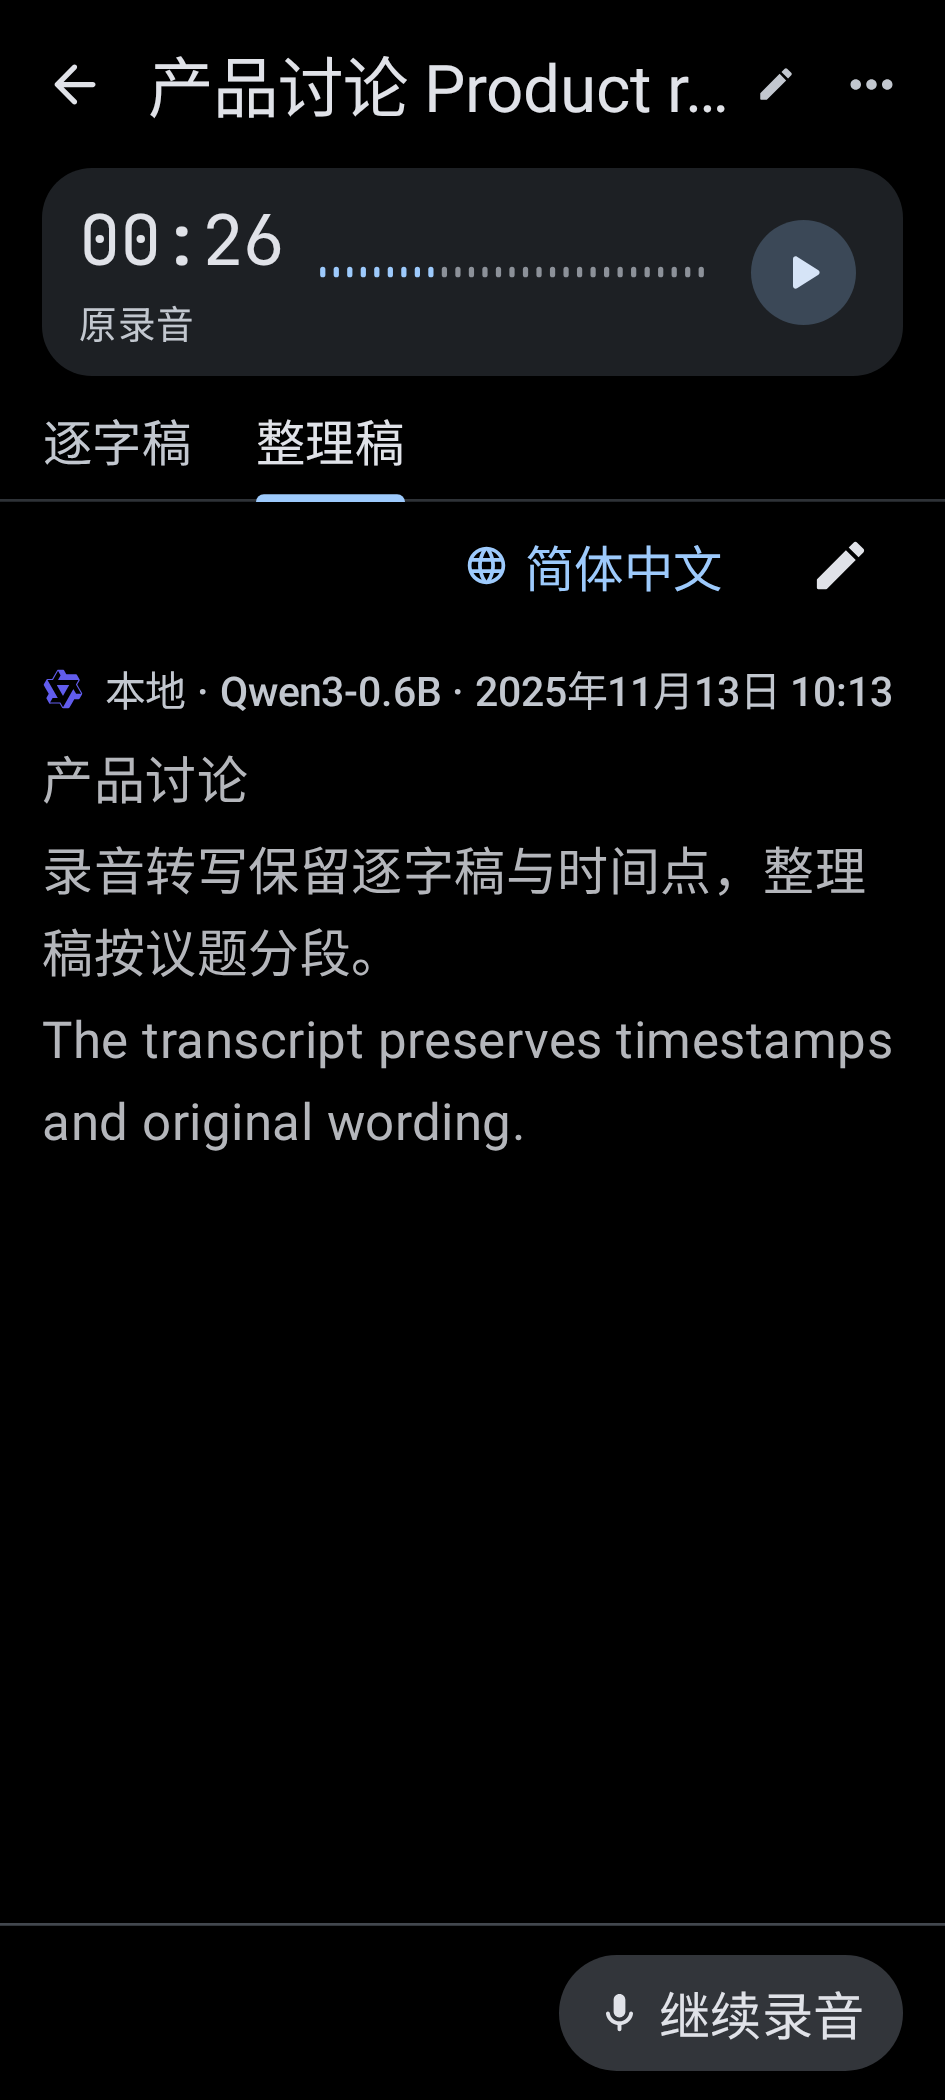 产品讨论 Product r...
00:26
原录音
逐字稿 整理稿
简体中文
本地 · Qwen3-0.6B · 2025年11月13日 10:13
产品讨论
录音转写保留逐字稿与时间点，整理
稿按议题分段。
The transcript preserves timestamps
and original wording.
继续录音